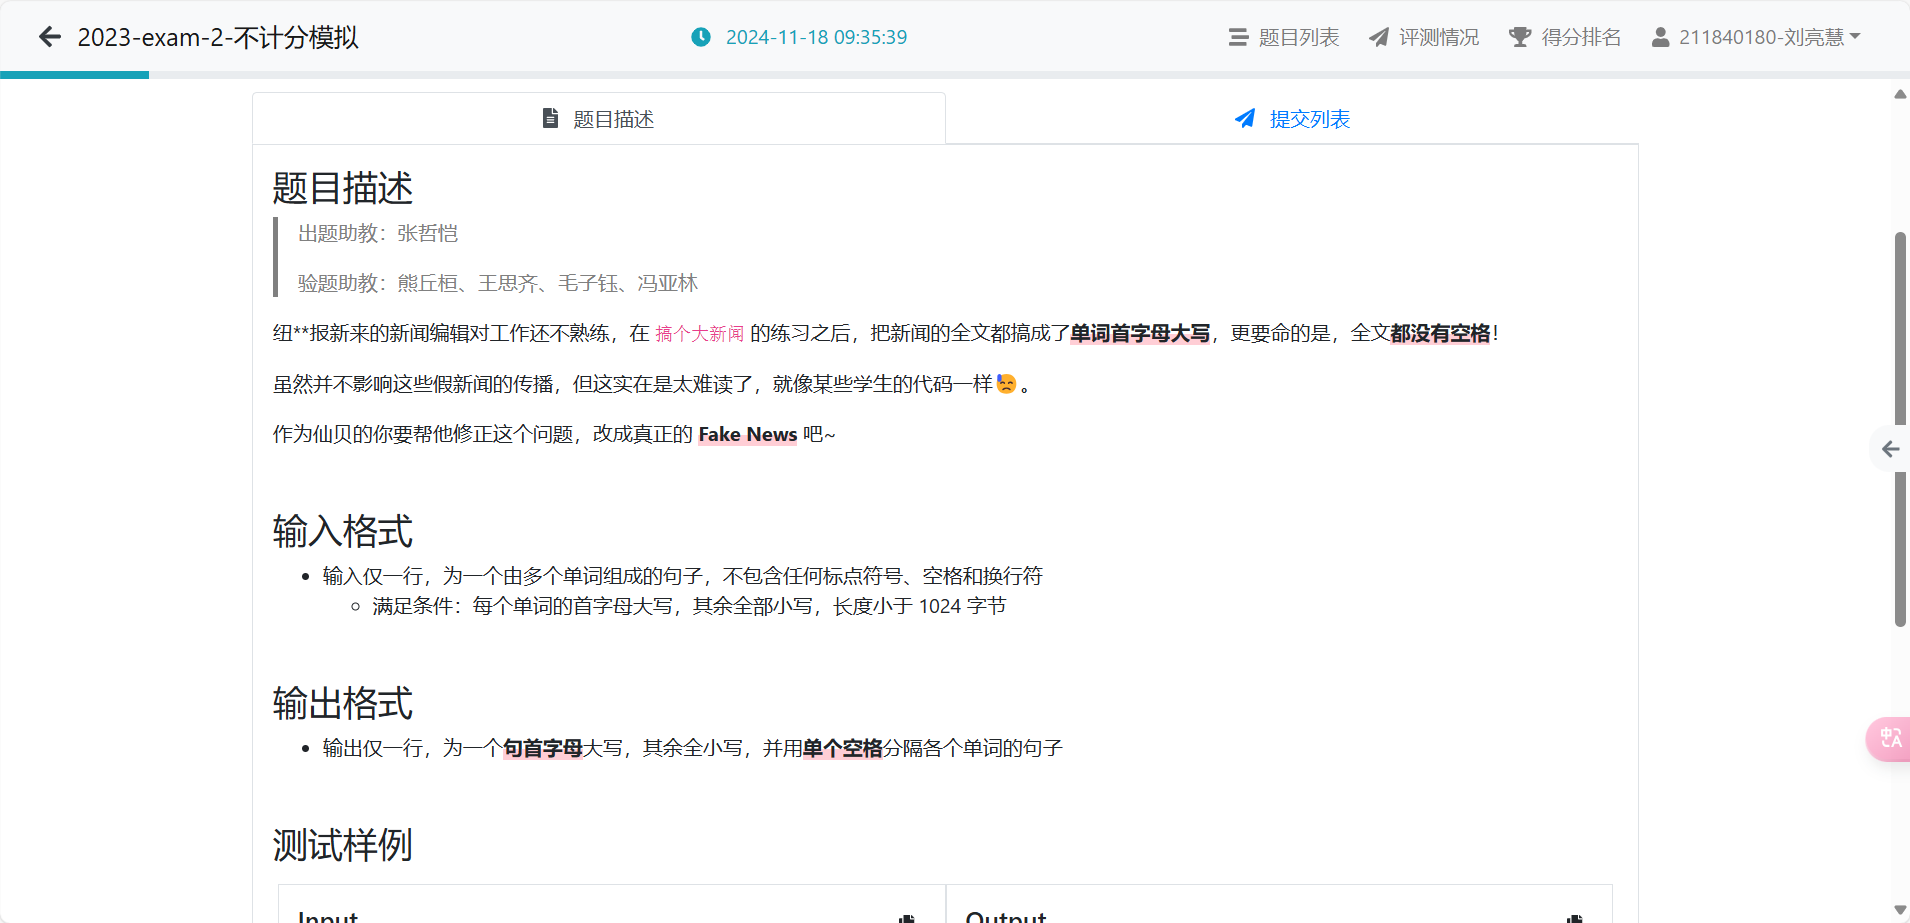 2023-exam-2-不计分模拟
2024-11-18 09:35:39
题目列表
评测情况
得分排名
211840180-刘亮慧
题目描述
提交列表
题目描述
出题助教：张哲恺
验题助教：熊丘桓、王思齐、毛子钰、冯亚林
纽**报新来的新闻编辑对工作还不熟练，在 搞个大新闻 的练习之后，把新闻的全文都搞成了单词首字母大写，更要命的是，全文都没有空格！
虽然并不影响这些假新闻的传播，但这实在是太难读了，就像某些学生的代码一样😓。
作为仙贝的你要帮他修正这个问题，改成真正的 Fake News 吧~
输入格式
输入仅一行，为一个由多个单词组成的句子，不包含任何标点符号、空格和换行符
满足条件：每个单词的首字母大写，其余全部小写，长度小于 1024 字节
输出格式
输出仅一行，为一个句首字母大写，其余全小写，并用单个空格分隔各个单词的句子
测试样例
Input
Output